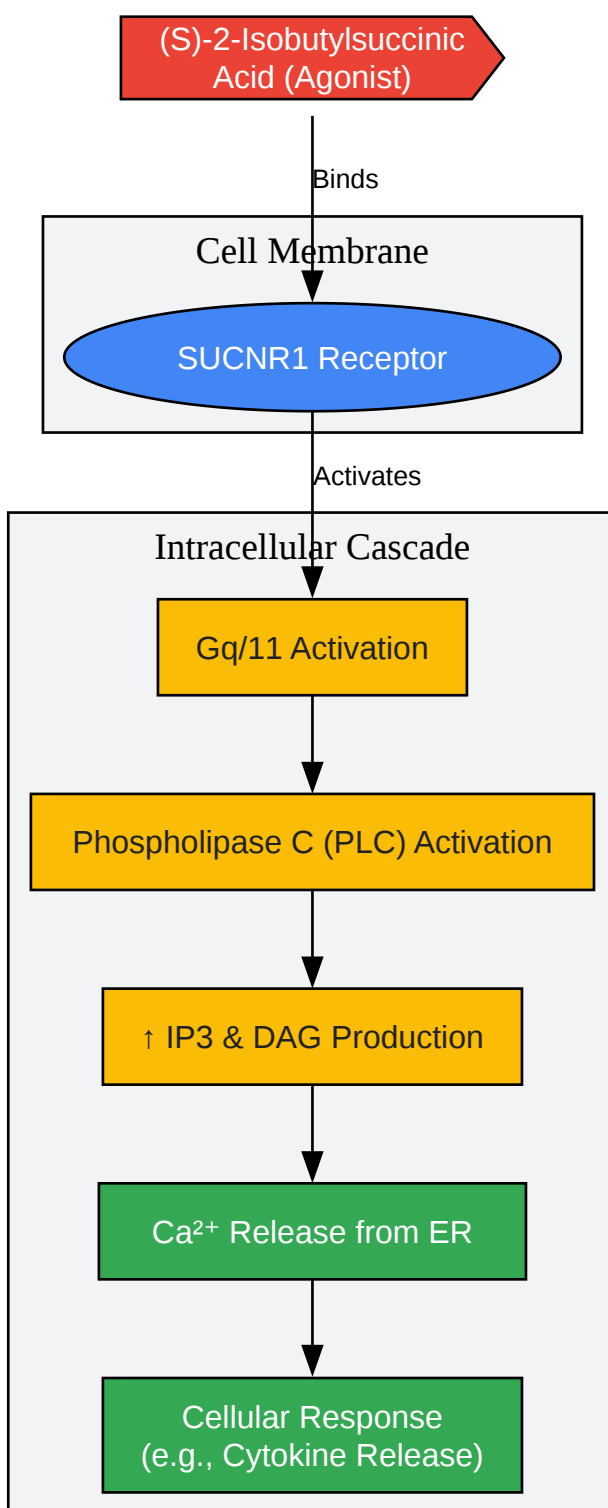 (S)-2-Isobutylsuccinic
Acid (Agonist)
Binds
Cell Membrane
SUCNR1 Receptor
Activates
Intracellular Cascade
Gq/11 Activation
Phospholipase C (PLC) Activation
↑ IP3 & DAG Production
Ca²⁺ Release from ER
Cellular Response
(e.g., Cytokine Release)